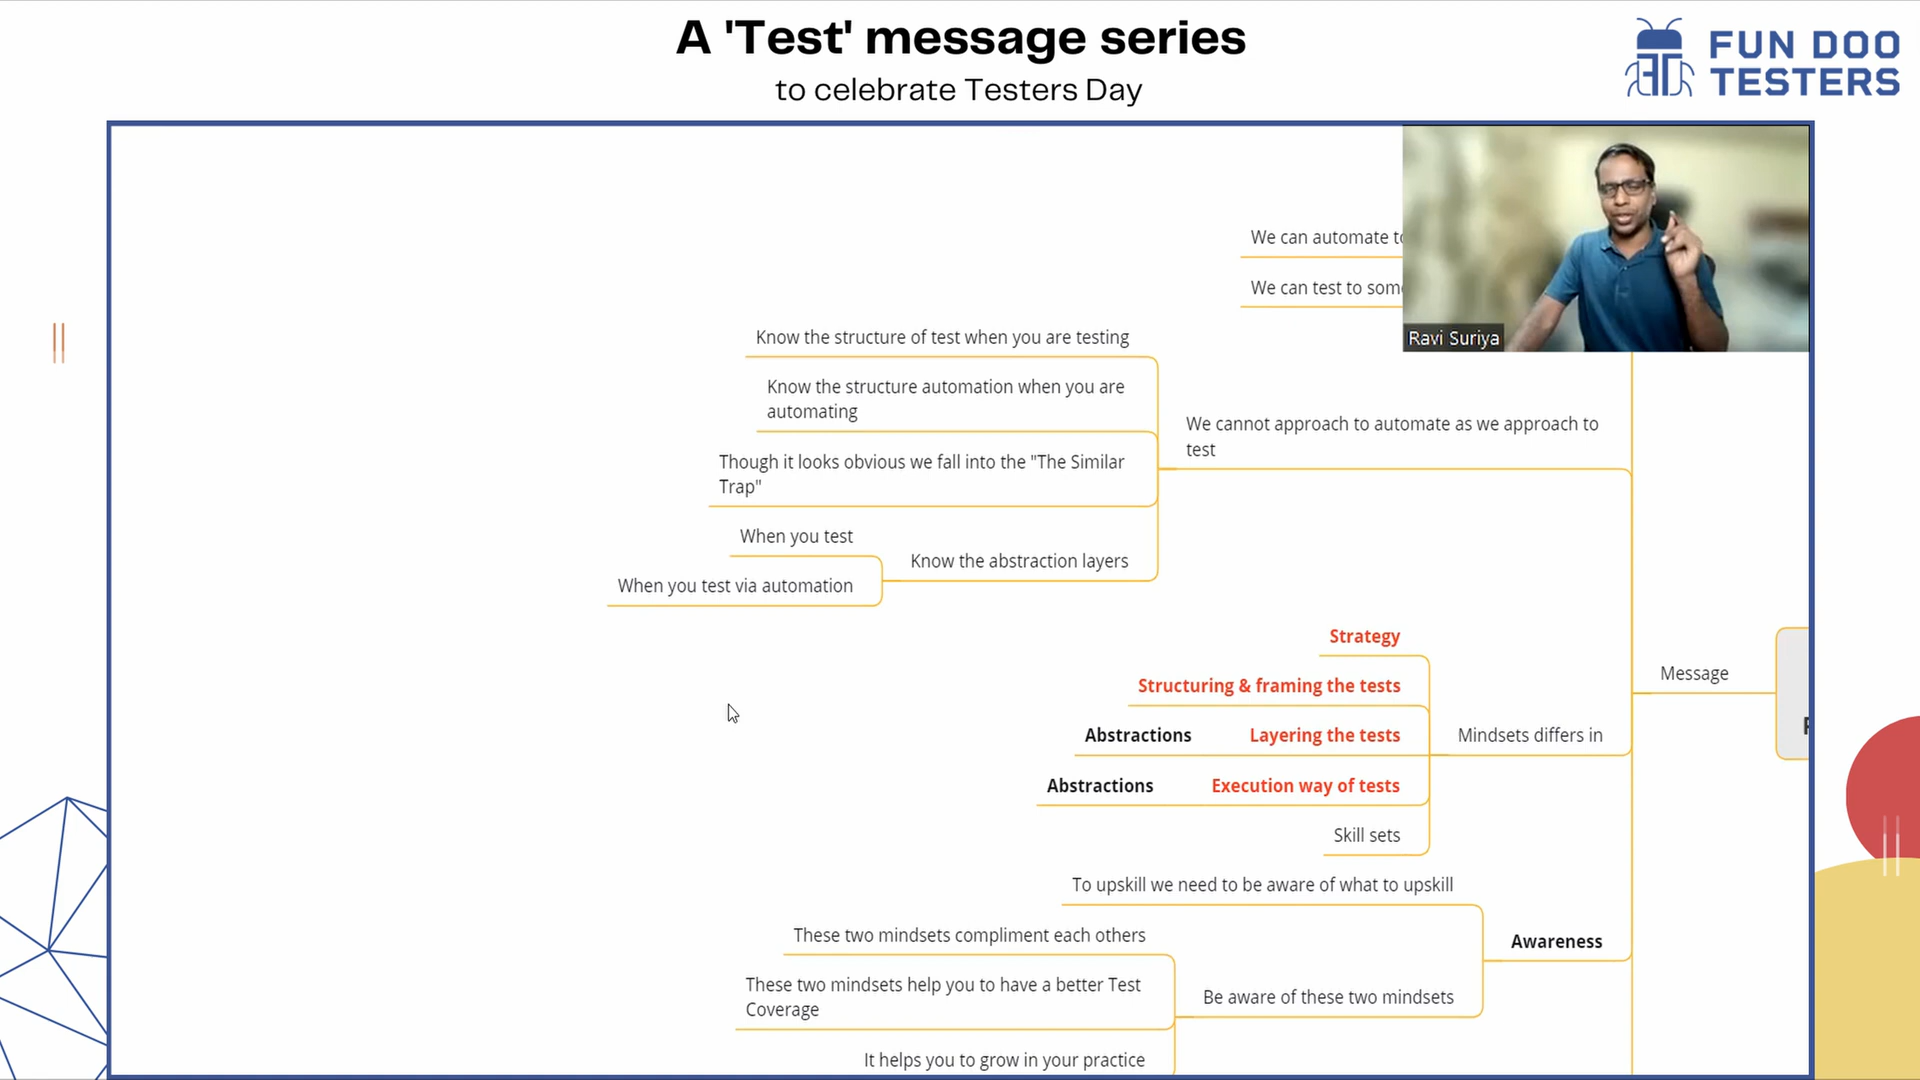 A 'Test' message series
to celebrate Testers Day
FUN DOO
TESTERS
We can automate
We can test to
Ravi Suriya
Know the structure of test when you are testing
Know the structure automation when you are
automating
Though it looks obvious we fall into the "The Similar
Trap"
When you test
When you test via automation
Know the abstraction layers
We cannot approach to automate as we approach to
test
Strategy
Structuring & framing the tests
Abstractions Layering the tests
Abstractions Execution way of tests
Skill sets
Mindsets differs in
Message
To upskill we need to be aware of what to upskill
These two mindsets compliment each others
These two mindsets help you to have a better Test
Coverage
It helps you to grow in your practice
Be aware of these two mindsets
Awareness